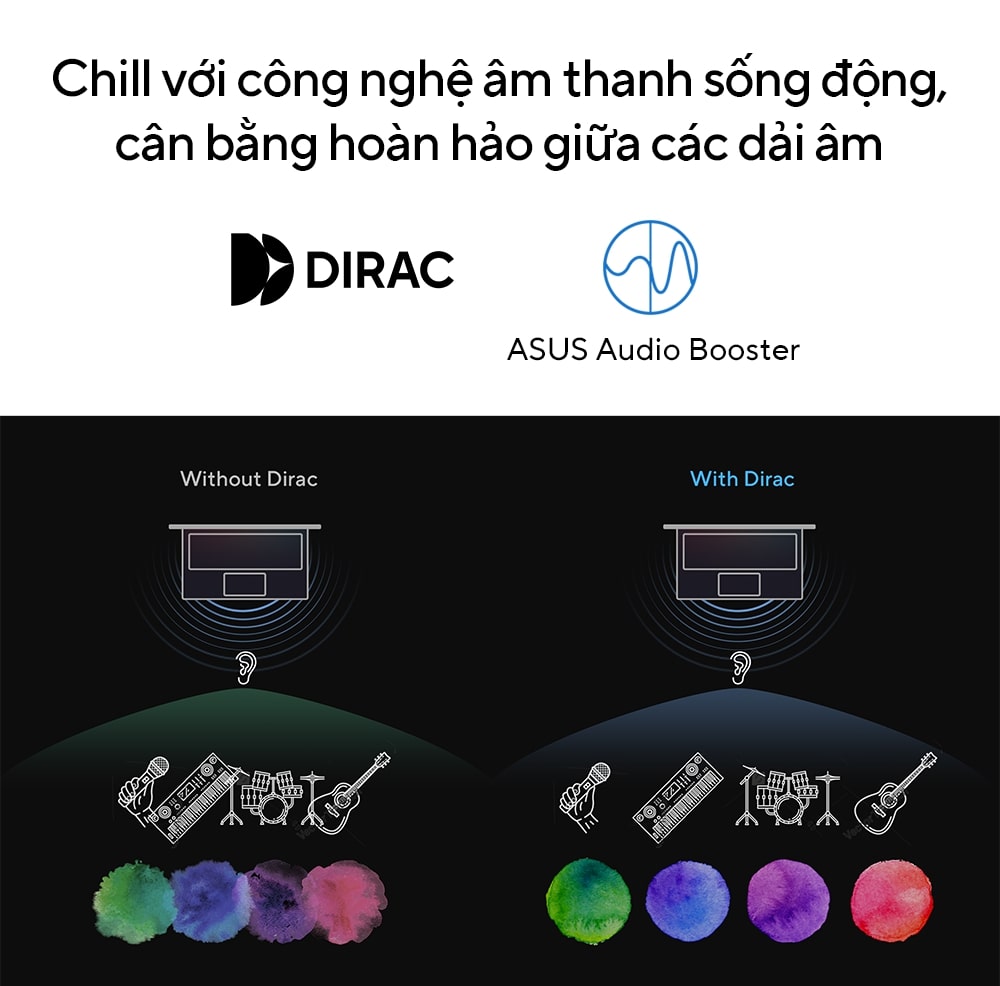 Chill với công nghệ âm thanh sống động,
cân bằng hoàn hảo giữa các dải âm
DIRAC
ASUS Audio Booster
Without Dirac
With Dirac